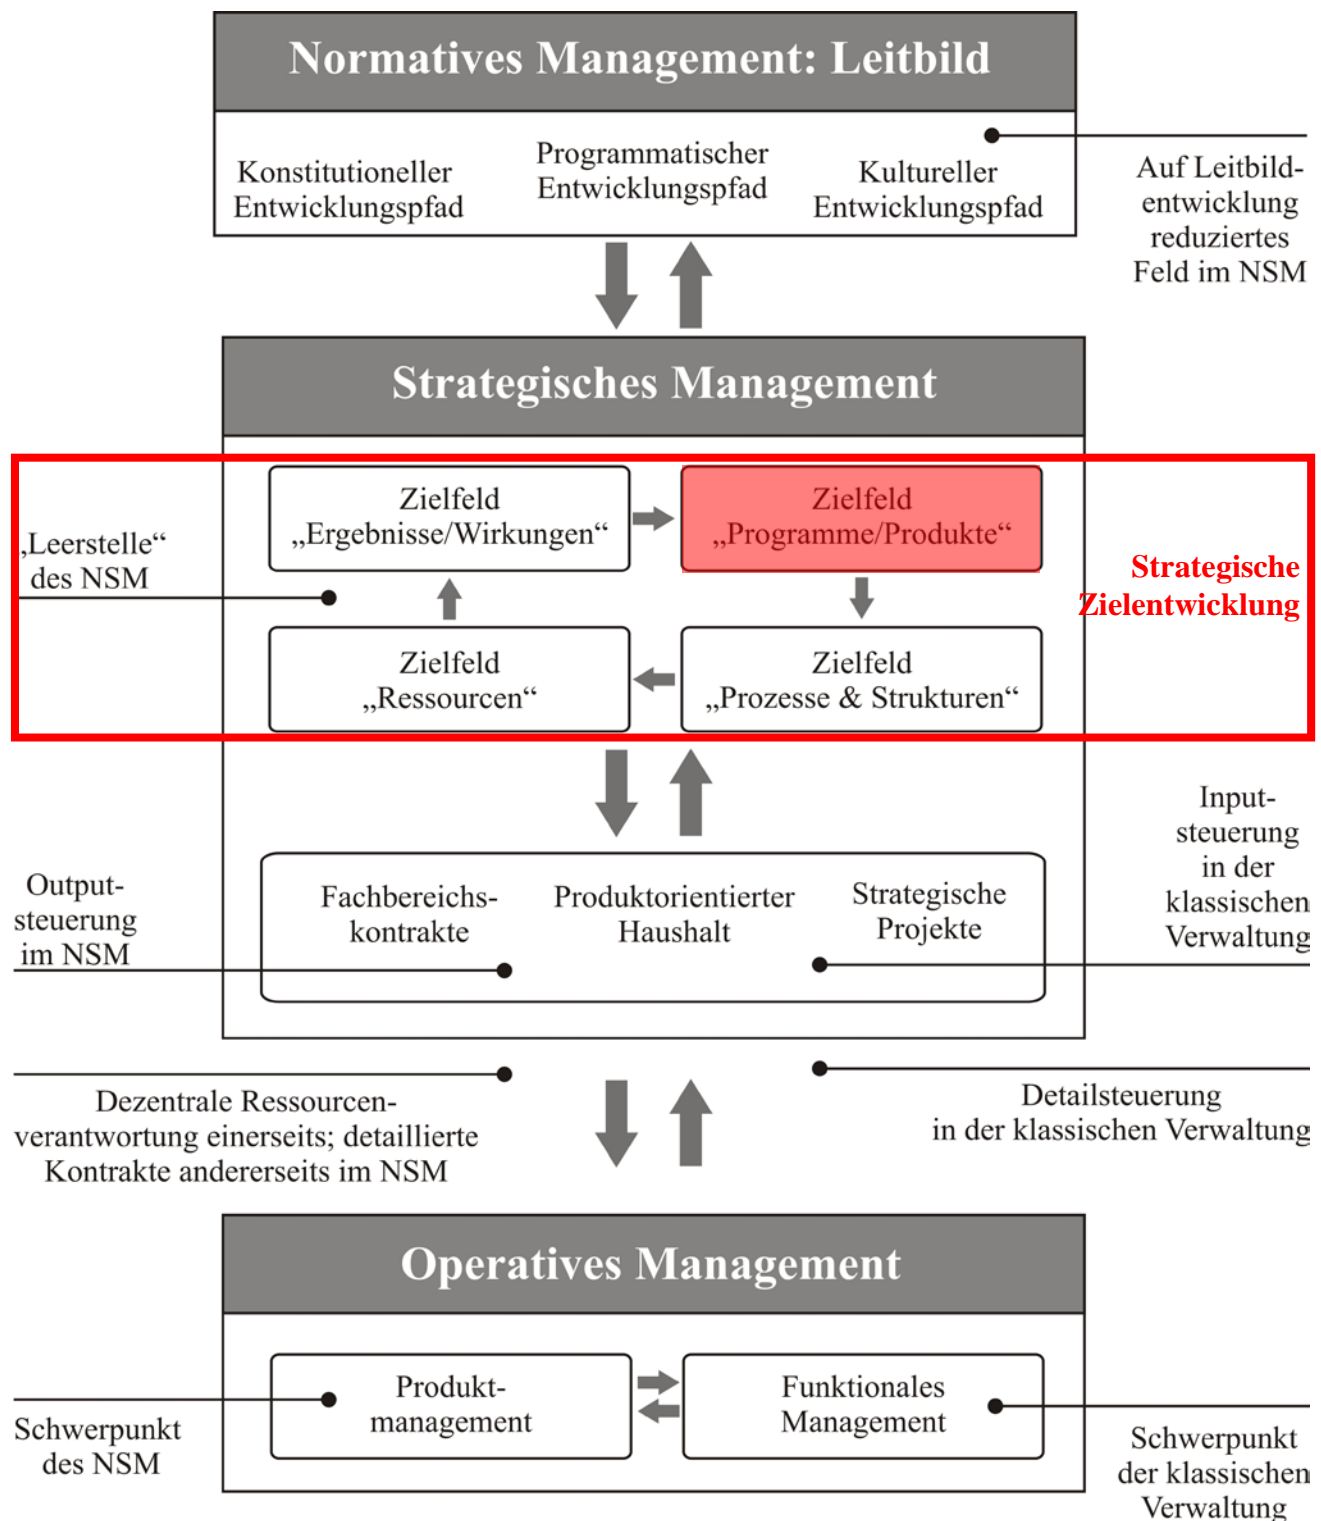 Normatives Management: Leitbild
Konstitutioneller
Entwicklungspfad
Programmatischer
Entwicklungspfad
Kultureller
Entwicklungspfad
Auf Leitbild-
entwicklung
reduziertes
Feld im NSM
Strategisches Management
Zielfeld
„Ergebnisse/Wirkungen“
Zielfeld
„Programme/Produkte“
‚Leerstelle“
des NSM
Strategische
Zielentwicklung
Zielfeld
„Ressourcen“
Zielfeld
„Prozesse & Strukturen“
Input-
steuerung
in der
klassischen
Verwaltung
Output-
steuerung
im NSM
Fachbereichs-
kontrakte
Produktorientierter
Haushalt
Strategische
Projekte
Dezentrale Ressourcen-
verantwortung einerseits; detaillierte
Kontrakte andererseits im NSM
Detailsteuerung
in der klassischen Verwaltung
Operatives Management
Produkt-
management
Funktionales
Management
Schwerpunkt
des NSM
Schwerpunkt
der klassischen
Verwaltung